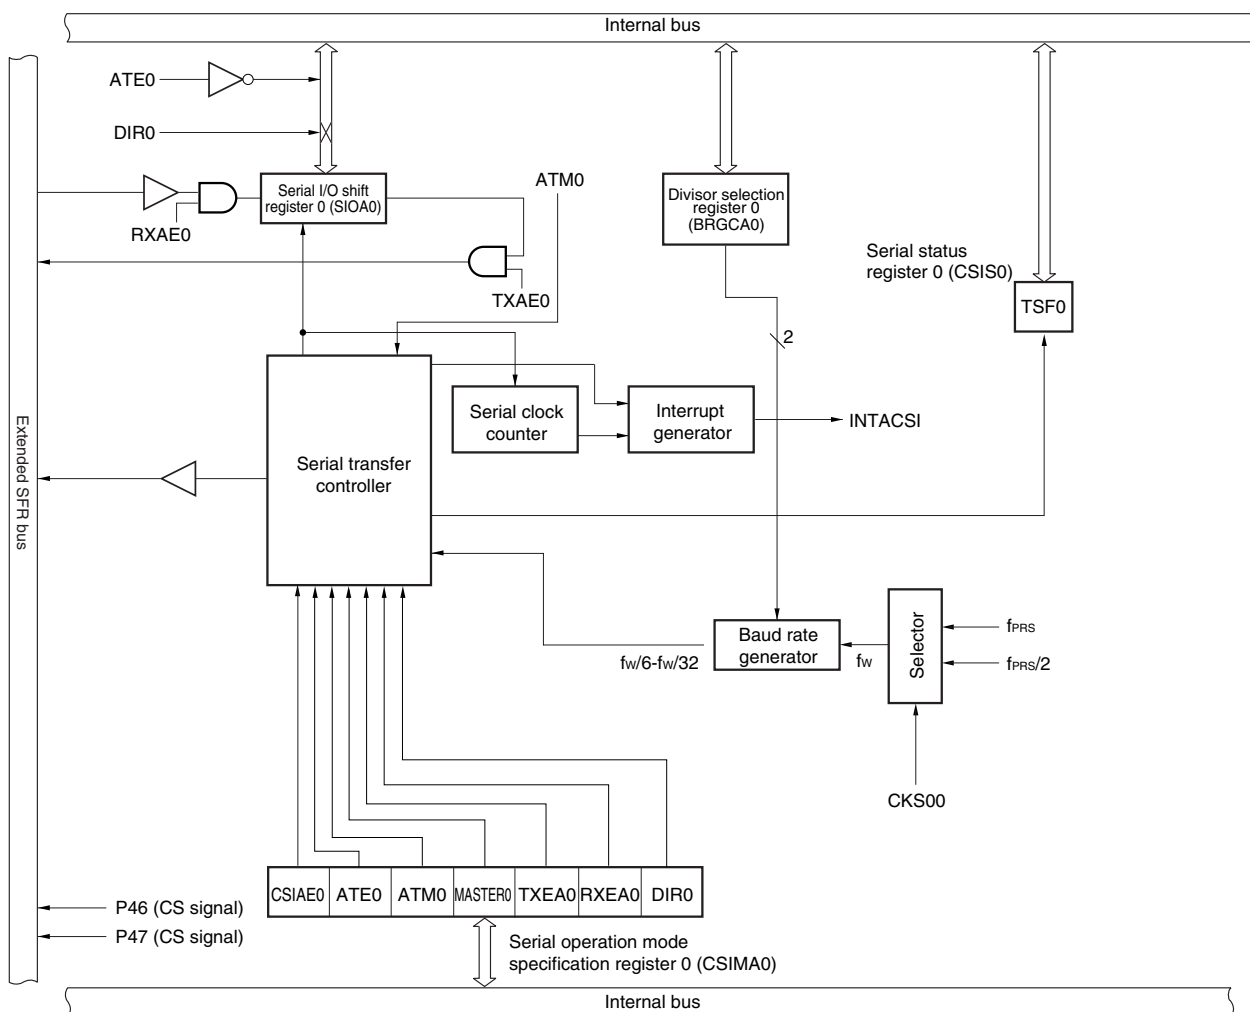 Internal bus
ATE0
DIR0
Serial I/O shift
register 0 (SIOA0)
ATM0
Divisor selection
register 0
(BRGCA0)
RXAE0
Serial status
register 0 (CSIS0)
TXAE0
TSF0
2
Extended SFR bus
Serial clock
counter
Interrupt
generator
INTACSI
Serial transfer
controller
Baud rate
generator
Selector
fPRS
fPRS/2
fW
fW/6-fW/32
CKS00
CSIAE0
ATE0
ATM0
MASTER0
TXEA0
RXEA0
DIR0
P46 (CS signal)
P47 (CS signal)
Serial operation mode
specification register 0 (CSIMA0)
Internal bus